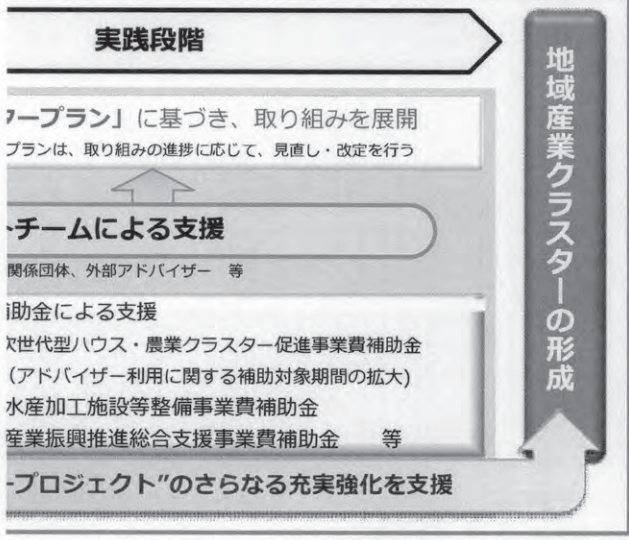 実践段階
ープラン」に基づき、取り組みを展開
プランは、取り組みの進捗に応じて、見直し・改定を行う
トチームによる支援
関係団体、外部アドバイザー　等
補助金による支援
次世代型ハウス・農業クラスター促進事業費補助金
（アドバイザー利用に関する補助対象期間の拡大)
水産加工施設等整備事業費補助金
産業振興推進総合支援事業費補助金　等
ープロジェクト”のさらなる充実強化を支援
地域産業クラスターの形成